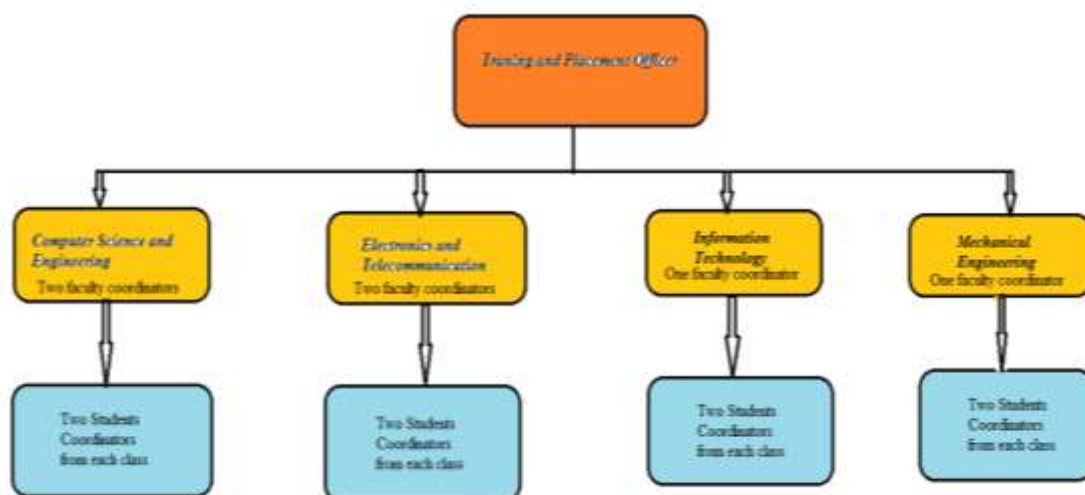 Traning and Placement Officer
Computer Science and
Engineering
Two faculty coordinators
Electronics and
Telecommunication
Two faculty coordinators
Information
Technology
One faculty coordinator
Mechanical
Engineering
One faculty coordinator
Two Students
Coordinators
from each class
Two Students
Coordinators
from each class
Two Students
Coordinators
from each class
Two Students
Coordinators
from each class